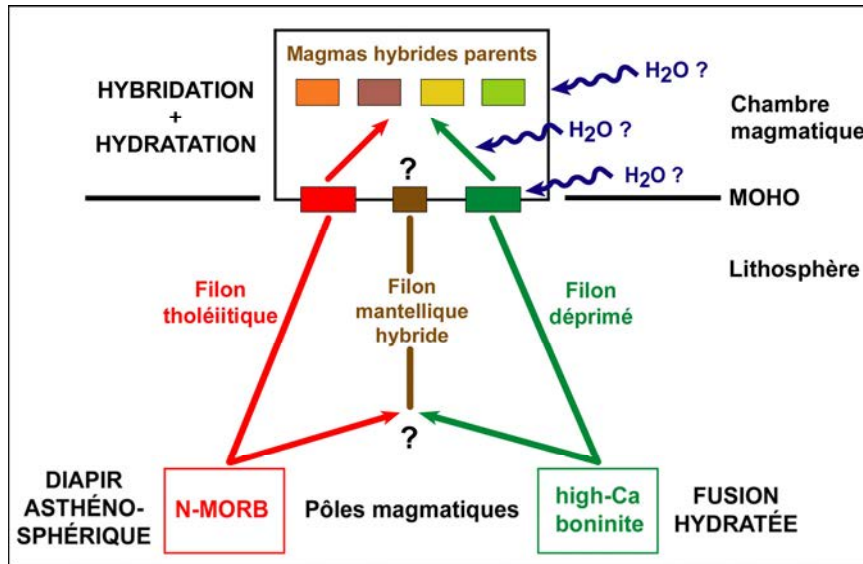 Magmas hybrides parents
H2O ?
HYBRIDATION
+
HYDRATATION
Chambre
magmatique
H2O ?
?
H2O ?
MOHO
Lithosphère
Filon
tholéiitique
Filon
mantellique
hybride
Filon
déprimé
?
DIAPIR
ASTHÉNO-
SPHÉRIQUE
N-MORB
Pôles magmatiques
high-Ca
boninite
FUSION
HYDRATÉE